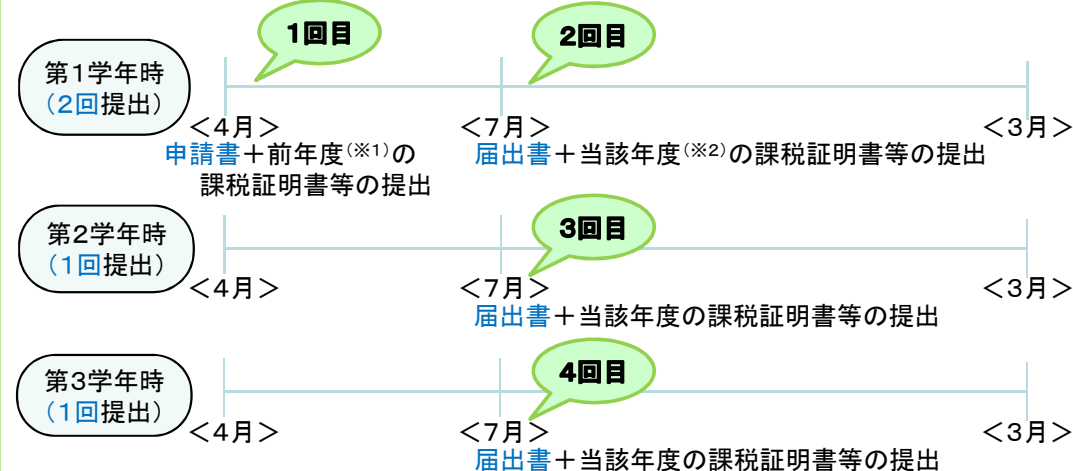 1回目
2回目
第1学年時
(2回提出)
<4月>
<7月>
<3月>
申請書+前年度(※1)の
課税証明書等の提出
届出書+当該年度(※2)の課税証明書等の提出
3回目
第2学年時
(1回提出)
<4月>
<7月>
<3月>
届出書+当該年度の課税証明書等の提出
4回目
第3学年時
(1回提出)
<4月>
<7月>
<3月>
届出書+当該年度の課税証明書等の提出